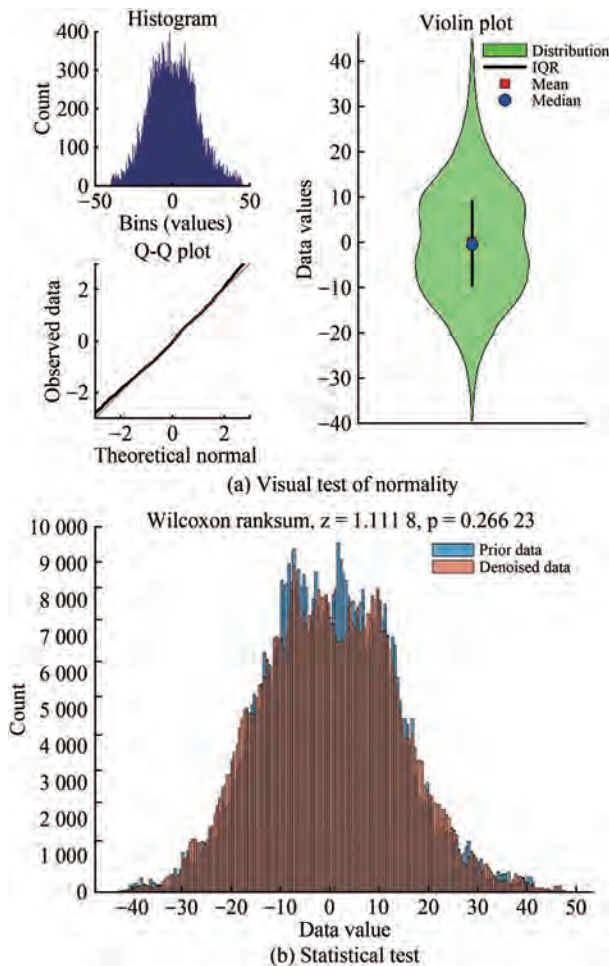 Histogram
400
300
200
100
0
Count
−50
0
50
Bins (values)
Q-Q plot
2
0
−2
Observed data
−2
0
2
Theoretical normal
Violin plot
Distribution
IQR
Mean
Median
40
30
20
10
0
−10
−20
−30
−40
Data values
(a) Visual test of normality
Wilcoxon ranksum, z = 1.111 8, p = 0.266 23
Prior data
Denoised data
10 000
9 000
8 000
7 000
6 000
5 000
4 000
3 000
2 000
1 000
0
Count
−40 −30 −20 −10 0 10 20 30 40 50
Data value
(b) Statistical test